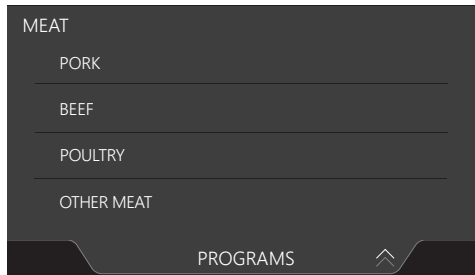 MEAT
PORK
BEEF
POULTRY
OTHER MEAT
PROGRAMS